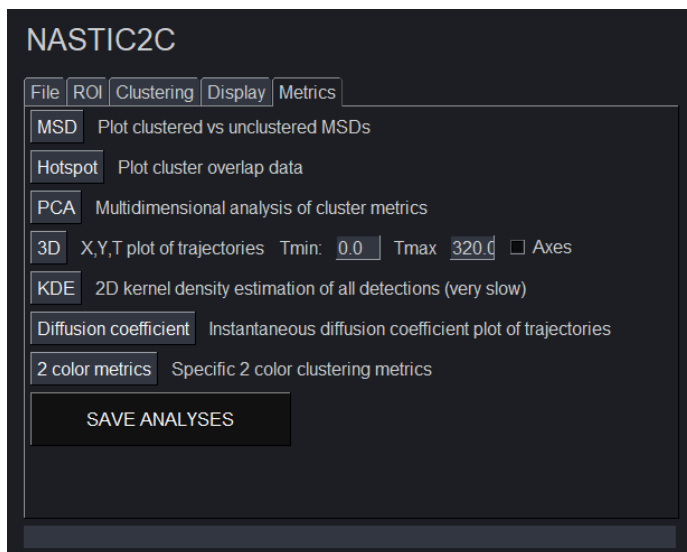 NASTIC2C
File ROI Clustering Display Metrics
MSD Plot clustered vs unclustered MSDs
Hotspot Plot cluster overlap data
PCA Multidimensional analysis of cluster metrics
3D X,Y,T plot of trajectories Tmin: 0.0 Tmax 320.0 Axes
KDE 2D kernel density estimation of all detections (very slow)
Diffusion coefficient Instantaneous diffusion coefficient plot of trajectories
2 color metrics Specific 2 color clustering metrics
SAVE ANALYSES